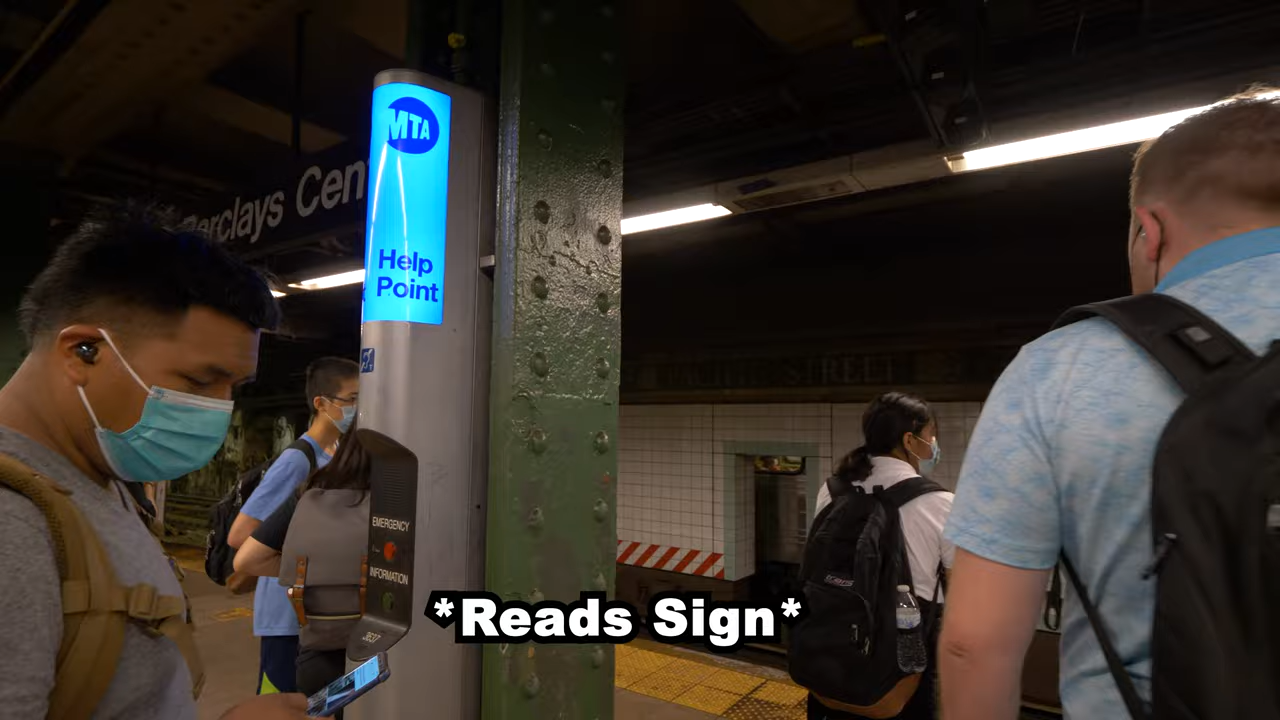 MTA
Barclays Cen
Help
Point
EMERGENCY
INFORMATION
*Reads Sign*